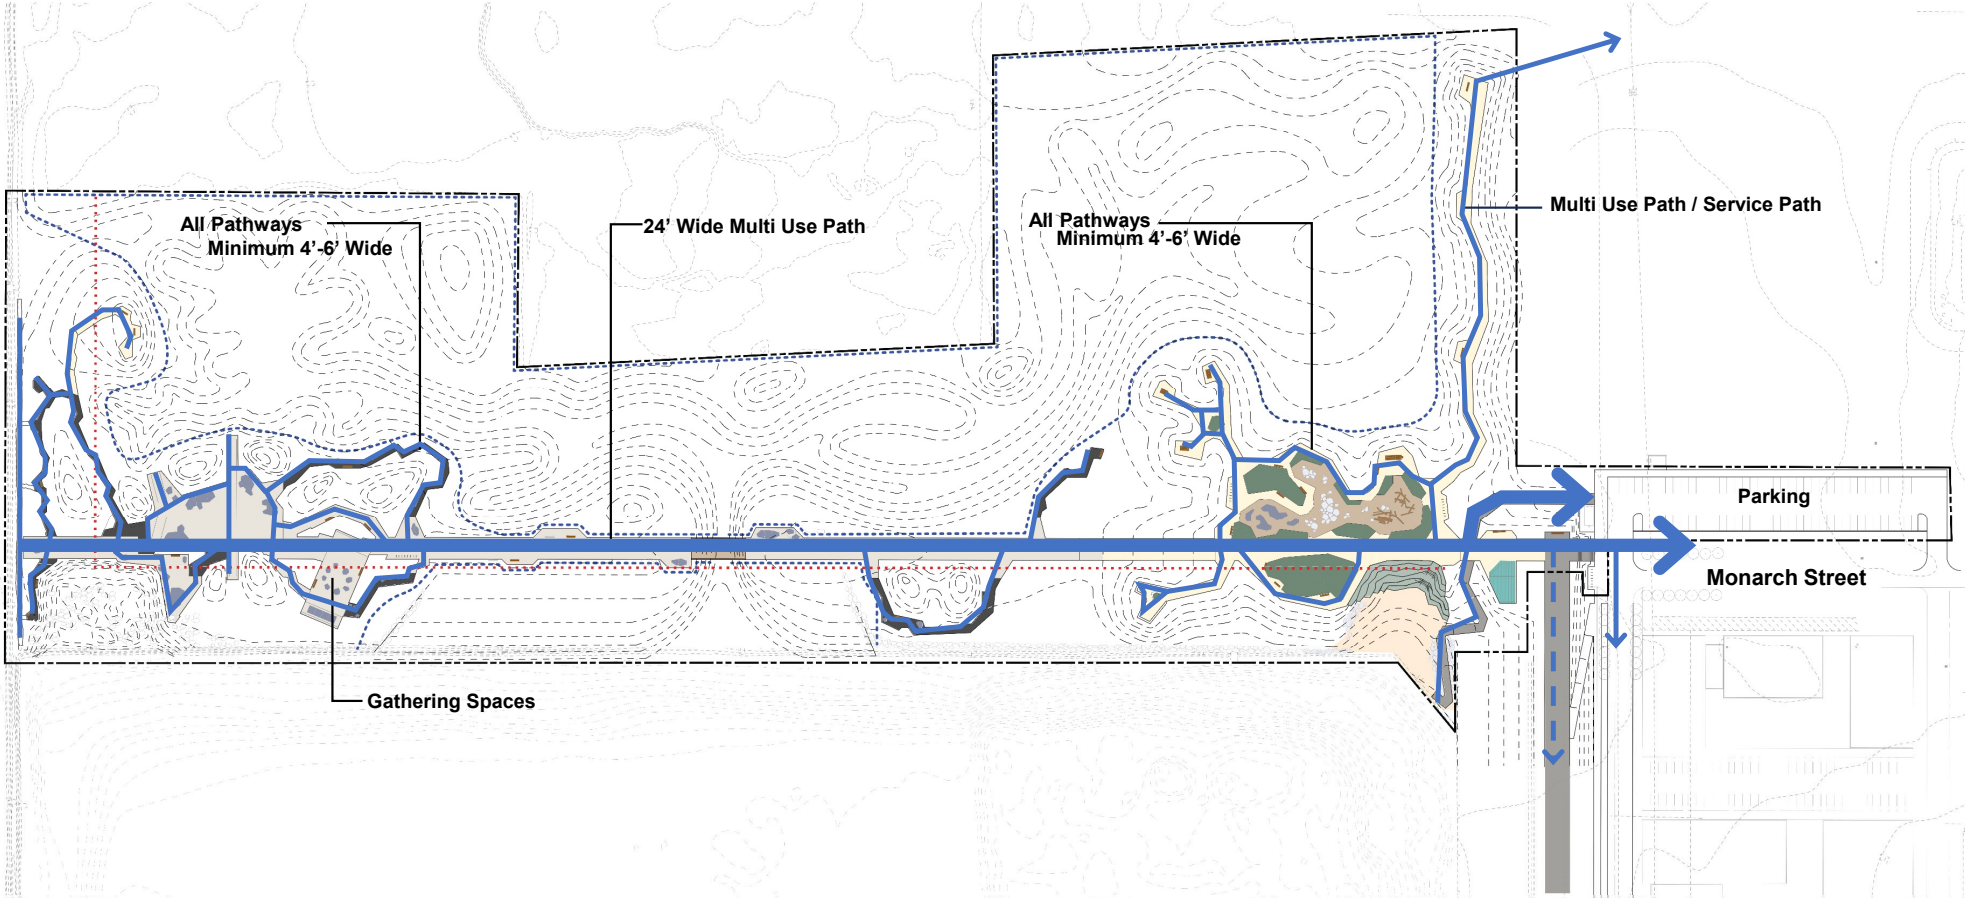 All Pathways
Minimum 4’-6’ Wide
24’ Wide Multi Use Path
All Pathways
Minimum 4’-6’ Wide
Multi Use Path / Service Path
Parking
Monarch Street
Gathering Spaces